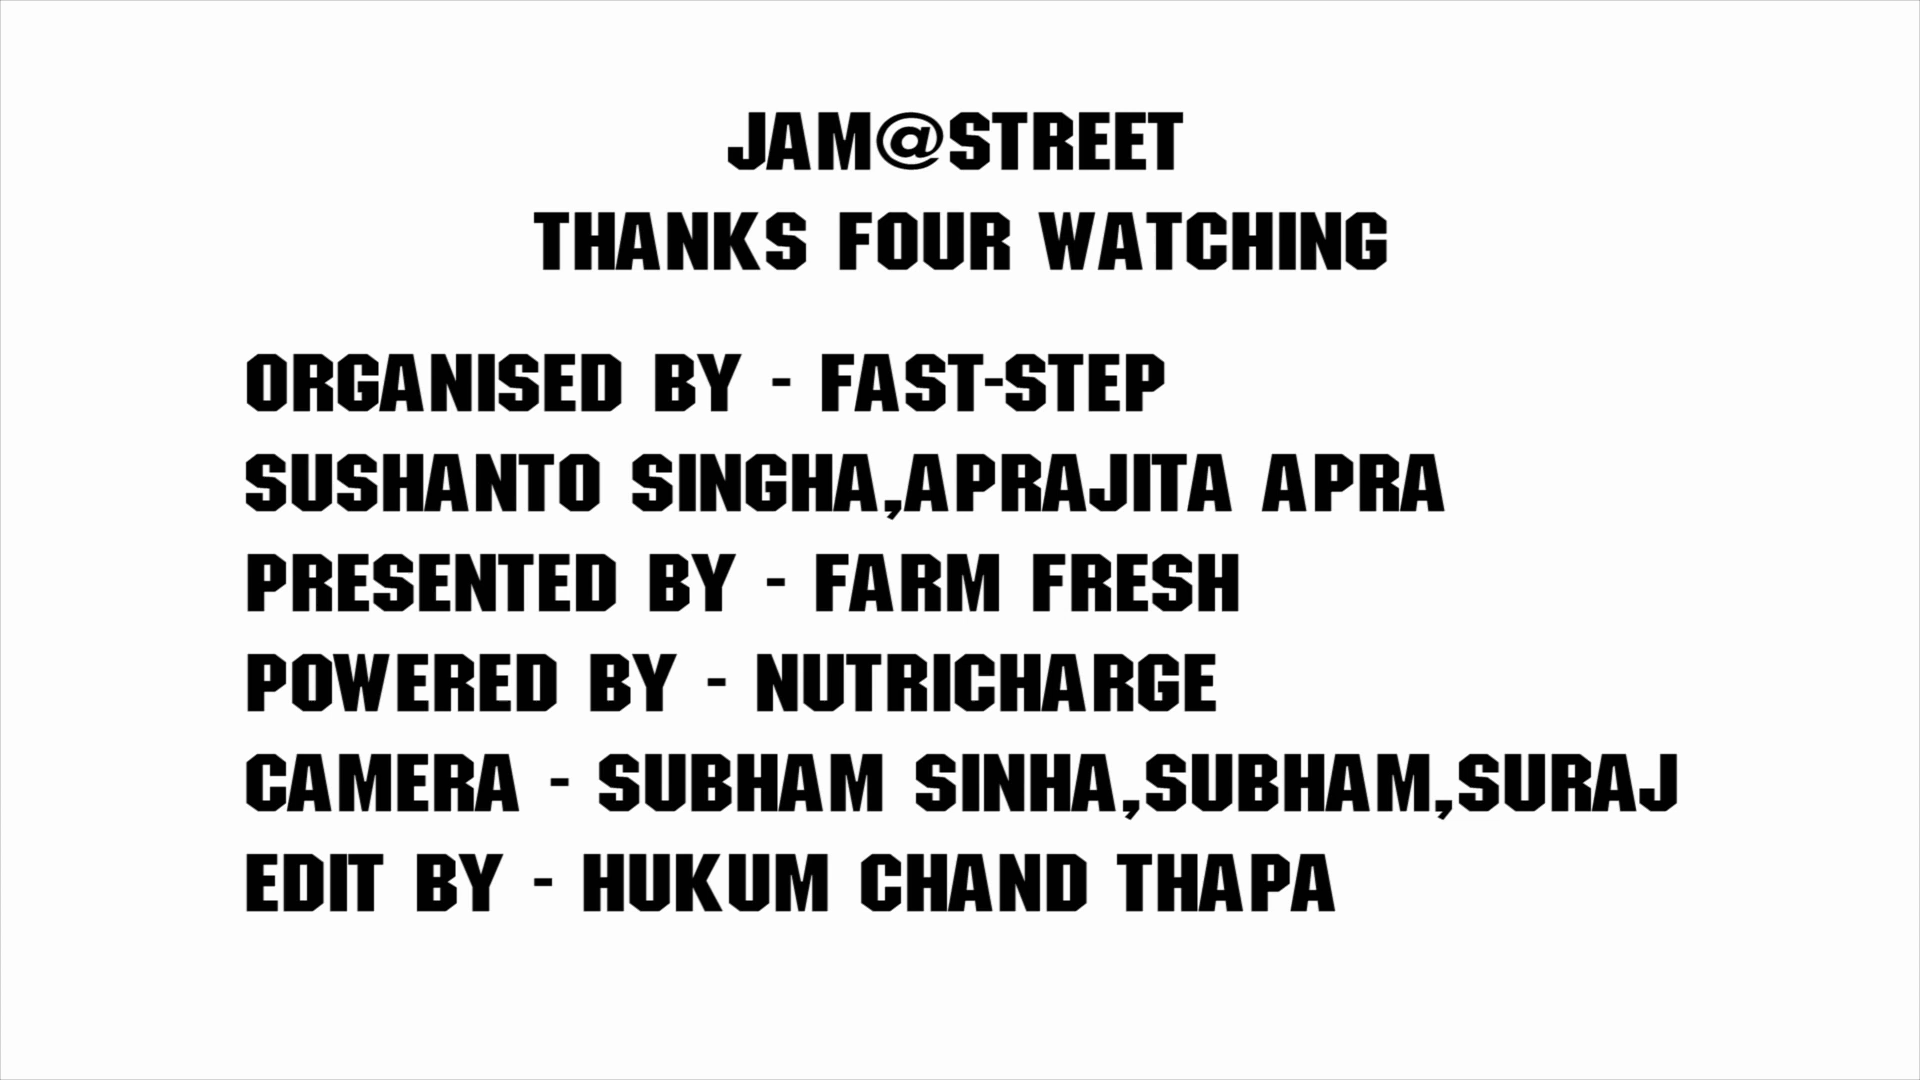 JAM@STREET
THANKS FOUR WATCHING
ORGANISED BY - FAST-STEP
SUSHANTO SINGHA,APRAJITA APRA
PRESENTED BY - FARM FRESH
POWERED BY - NUTRICHARGE
CAMERA - SUBHAM SINHA,SUBHAM,SURAJ
EDIT BY - HUKUM CHAND THAPA